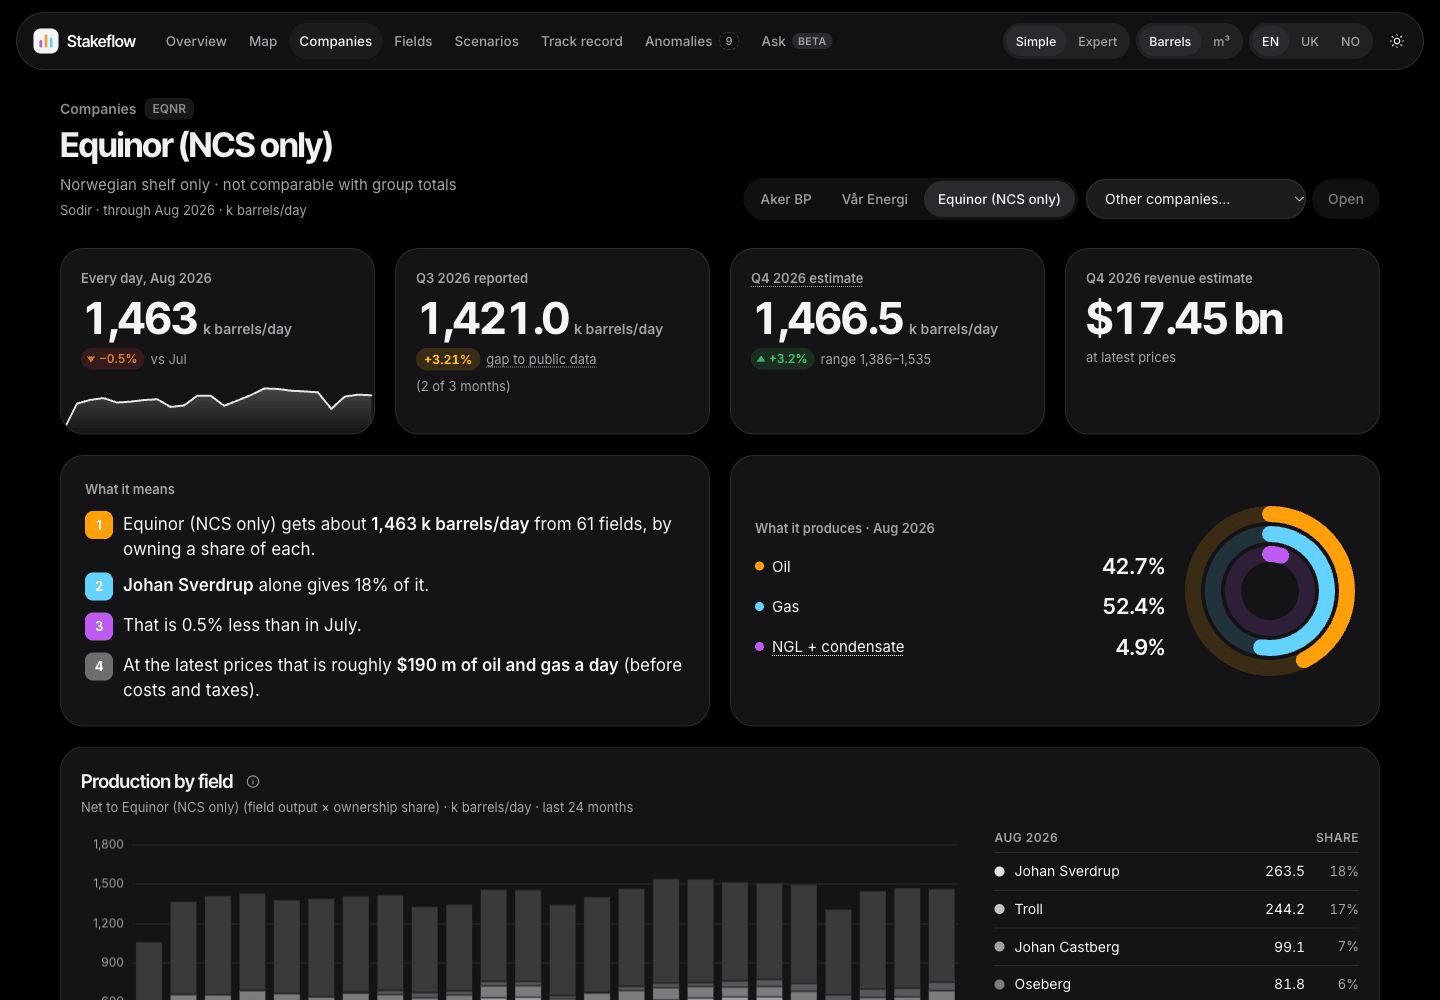 Stakeflow
Overview
Map
Companies
Fields
Scenarios
Track record
Anomalies 9
Ask BETA
Simple Expert
Barrels m³
EN UK NO
Companies EQNR
Equinor (NCS only)
Norwegian shelf only · not comparable with group totals
Sodir · through Aug 2026 · k barrels/day
Aker BP
Vår Energi
Equinor (NCS only)
Other companies...
Open
Every day, Aug 2026
1,463 k barrels/day
−0.5% vs Jul
Q3 2026 reported
1,421.0 k barrels/day
+3.21% gap to public data
(2 of 3 months)
Q4 2026 estimate
1,466.5 k barrels/day
+3.2% range 1,386–1,535
Q4 2026 revenue estimate
$17.45 bn
at latest prices
What it means
1 Equinor (NCS only) gets about 1,463 k barrels/day from 61 fields, by
owning a share of each.
2 Johan Sverdrup alone gives 18% of it.
3 That is 0.5% less than in July.
4 At the latest prices that is roughly $190 m of oil and gas a day (before
costs and taxes).
What it produces · Aug 2026
Oil 42.7%
Gas 52.4%
NGL + condensate 4.9%
Production by field
Net to Equinor (NCS only) (field output × ownership share) · k barrels/day · last 24 months
1,800
1,500
1,200
900
600
AUG 2026 SHARE
Johan Sverdrup 263.5 18%
Troll 244.2 17%
Johan Castberg 99.1 7%
Oseberg 81.8 6%